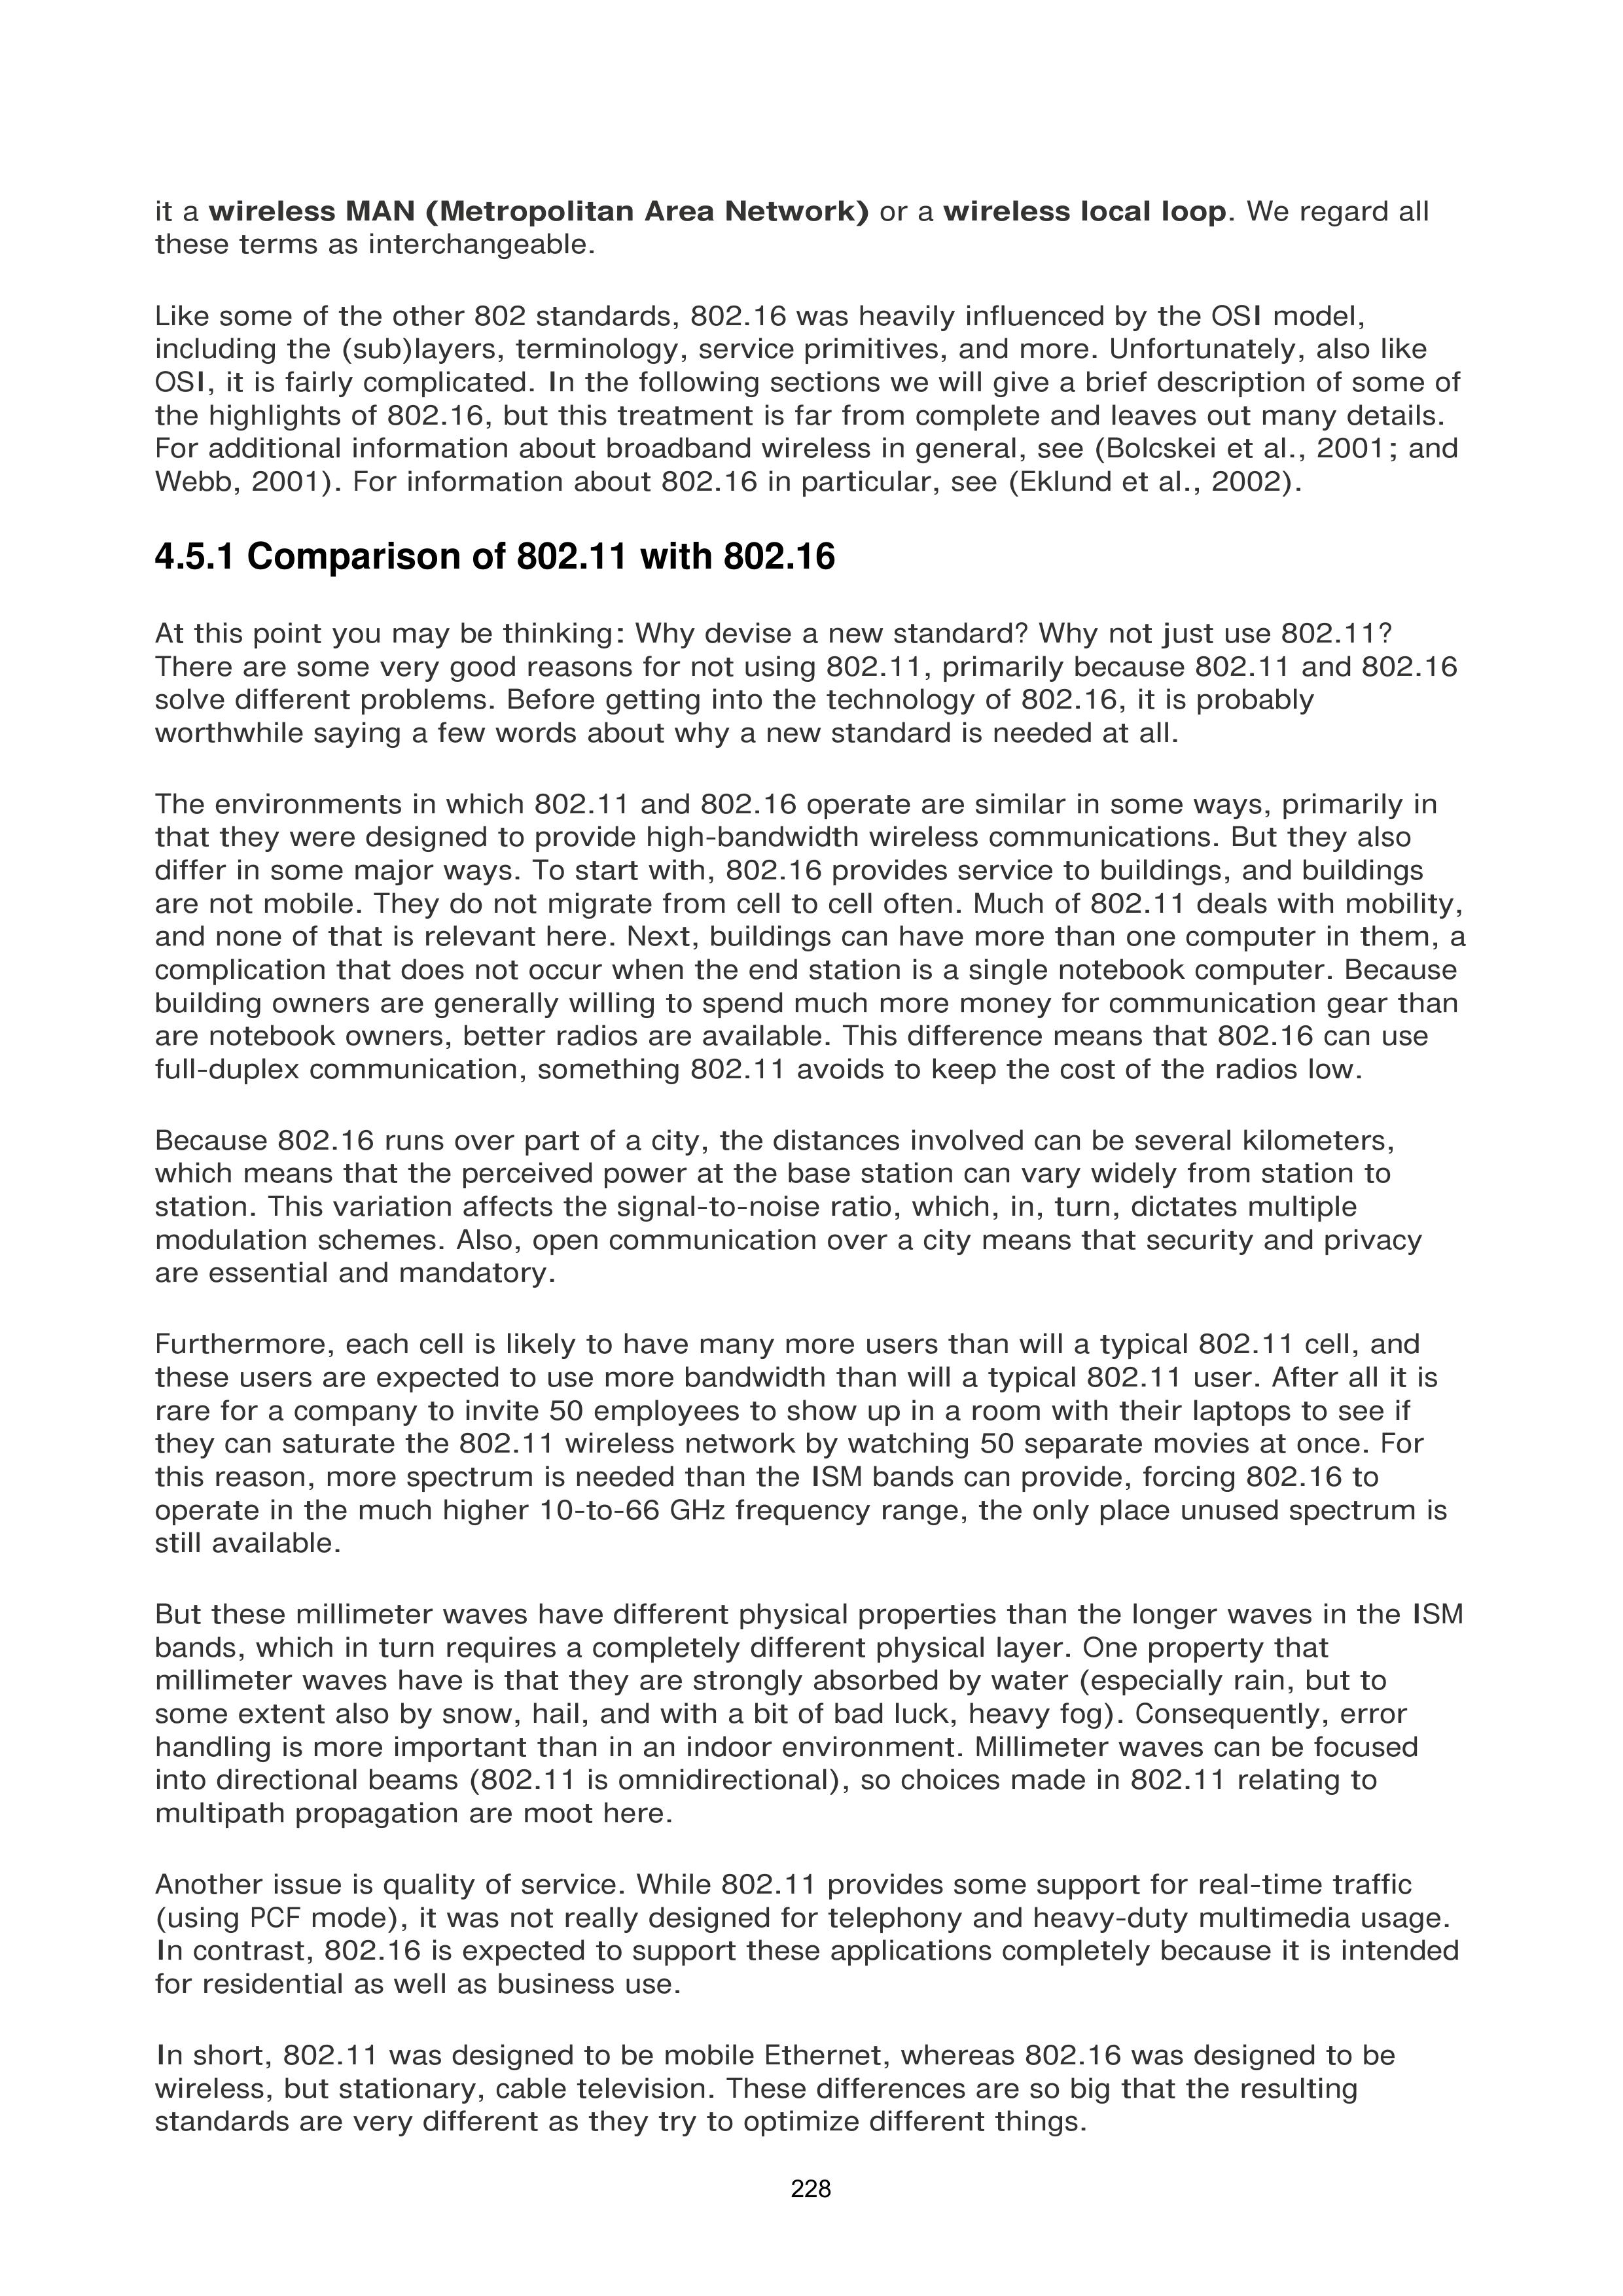 it a wireless MAN (Metropolitan Area Network) or a wireless local loop. We regard all
these terms as interchangeable.
Like some of the other 802 standards, 802.16 was heavily influenced by the OSI model,
including the (sub)layers, terminology, service primitives, and more. Unfortunately, also like
OSI, it is fairly complicated. In the following sections we will give a brief description of some of
the highlights of 802.16, but this treatment is far from complete and leaves out many details.
For additional information about broadband wireless in general, see (Bolcskei et al., 2001; and
Webb, 2001). For information about 802.16 in particular, see (Eklund et al., 2002).
4.5.1 Comparison of 802.11 with 802.16
At this point you may be thinking: Why devise a new standard? Why not just use 802.11?
There are some very good reasons for not using 802.11, primarily because 802.11 and 802.16
solve different problems. Before getting into the technology of 802.16, it is probably
worthwhile saying a few words about why a new standard is needed at all.
The environments in which 802.11 and 802.16 operate are similar in some ways, primarily in
that they were designed to provide high-bandwidth wireless communications. But they also
differ in some major ways. To start with, 802.16 provides service to buildings, and buildings
are not mobile. They do not migrate from cell to cell often. Much of 802.11 deals with mobility,
and none of that is relevant here. Next, buildings can have more than one computer in them, a
complication that does not occur when the end station is a single notebook computer. Because
building owners are generally willing to spend much more money for communication gear than
are notebook owners, better radios are available. This difference means that 802.16 can use
full-duplex communication, something 802.11 avoids to keep the cost of the radios low.
Because 802.16 runs over part of a city, the distances involved can be several kilometers,
which means that the perceived power at the base station can vary widely from station to
station. This variation affects the signal-to-noise ratio, which, in, turn, dictates multiple
modulation schemes. Also, open communication over a city means that security and privacy
are essential and mandatory.
Furthermore, each cell is likely to have many more users than will a typical 802.11 cell, and
these users are expected to use more bandwidth than will a typical 802.11 user. After all it is
rare for a company to invite 50 employees to show up in a room with their laptops to see if
they can saturate the 802.11 wireless network by watching 50 separate movies at once. For
this reason, more spectrum is needed than the ISM bands can provide, forcing 802.16 to
operate in the much higher 10-to-66 GHz frequency range, the only place unused spectrum is
still available.
But these millimeter waves have different physical properties than the longer waves in the ISM
bands, which in turn requires a completely different physical layer. One property that
millimeter waves have is that they are strongly absorbed by water (especially rain, but to
some extent also by snow, hail, and with a bit of bad luck, heavy fog). Consequently, error
handling is more important than in an indoor environment. Millimeter waves can be focused
into directional beams (802.11 is omnidirectional), so choices made in 802.11 relating to
multipath propagation are moot here.
Another issue is quality of service. While 802.11 provides some support for real-time traffic
(using PCF mode), it was not really designed for telephony and heavy-duty multimedia usage.
In contrast, 802.16 is expected to support these applications completely because it is intended
for residential as well as business use.
In short, 802.11 was designed to be mobile Ethernet, whereas 802.16 was designed to be
wireless, but stationary, cable television. These differences are so big that the resulting
standards are very different as they try to optimize different things.
228